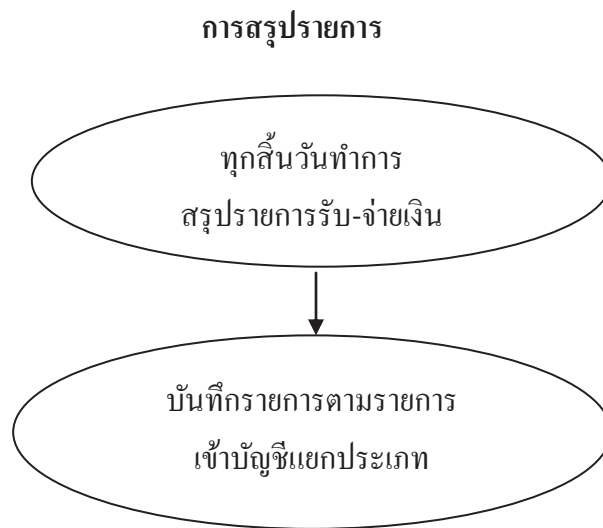 การสรุปรายการ
ทุกสิ้นวันทำการ
สรุปรายการรับ-จ่ายเงิน
บันทึกรายการตามรายการ
เข้าบัญชีแยกประเภท